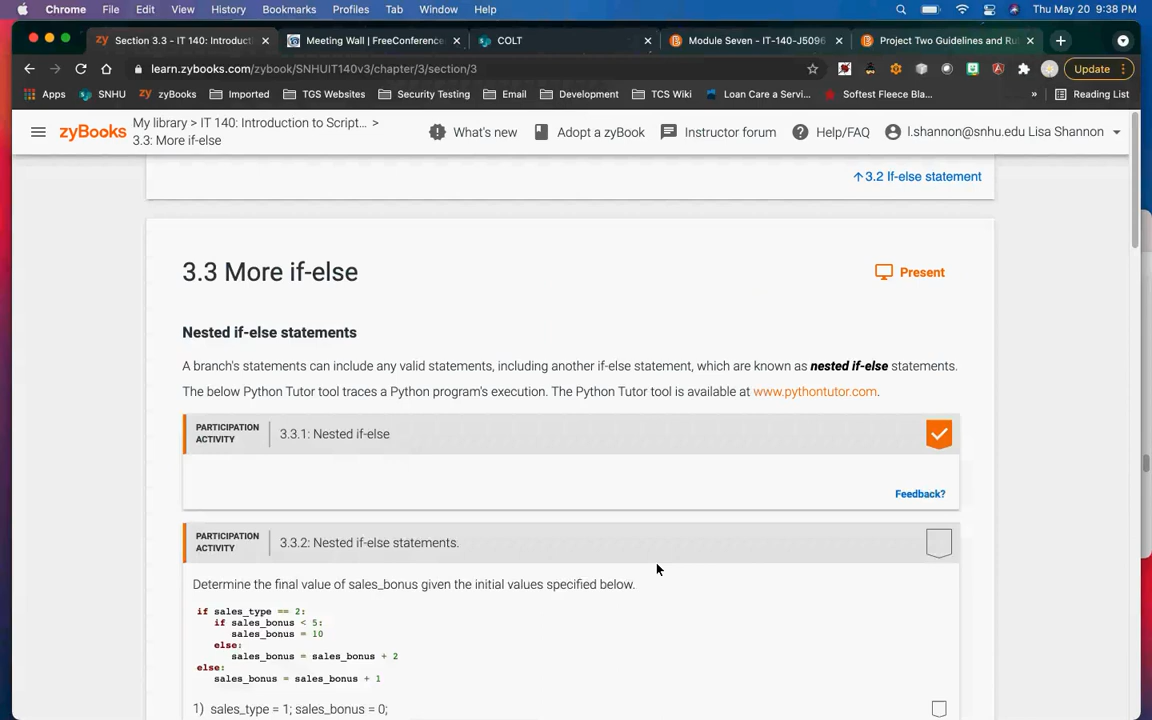 Chrome File Edit View History Bookmarks Profiles Tab Window Help Thu May 20 9:38 PM
zy Section 3.3 - IT 140: Introduct Meeting Wall | FreeConference COLT Module Seven - IT-140-J5096 Project Two Guidelines and Ru
learn.zybooks.com/zybook/SNHUIT140v3/chapter/3/section/3 Update
Apps SNHU zy zyBooks Imported TGS Websites Security Testing Email Development TCS Wiki Loan Care a Servi... Softest Fleece Bla... » Reading List
zyBooks My library > IT 140: Introduction to Script... > What's new Adopt a zyBook Instructor forum Help/FAQ l.shannon@snhu.edu Lisa Shannon
3.3: More if-else
↑ 3.2 If-else statement
3.3 More if-else Present
Nested if-else statements
A branch's statements can include any valid statements, including another if-else statement, which are known as nested if-else statements.
The below Python Tutor tool traces a Python program's execution. The Python Tutor tool is available at www.pythontutor.com.
PARTICIPATION ACTIVITY 3.3.1: Nested if-else
Feedback?
PARTICIPATION ACTIVITY 3.3.2: Nested if-else statements.
Determine the final value of sales_bonus given the initial values specified below.
if sales_type == 2:
if sales_bonus < 5:
sales_bonus = 10
else:
sales_bonus = sales_bonus + 2
else:
sales_bonus = sales_bonus + 1
1) sales_type = 1; sales_bonus = 0;